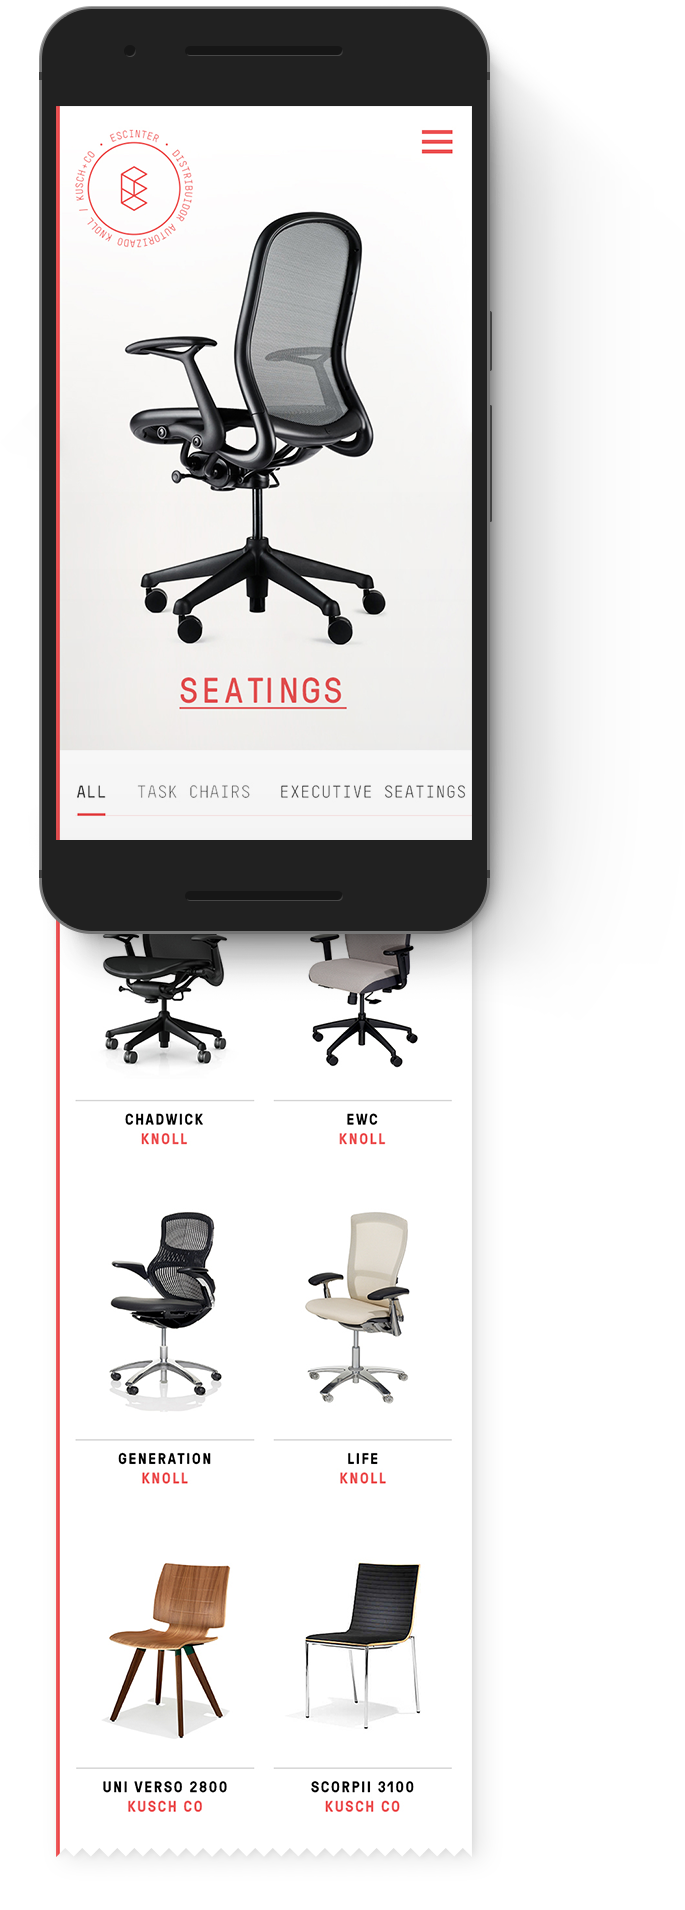 ESCINTER • DISTRIBUIDOR AUTORIZADO KNOLL / KUSCH+CO •
SEATINGS
ALL TASK CHAIRS EXECUTIVE SEATINGS
CHADWICK EWC
KNOLL KNOLL
GENERATION LIFE
KNOLL KNOLL
UNI VERSO 2800 SCORPII 3100
KUSCH CO KUSCH CO